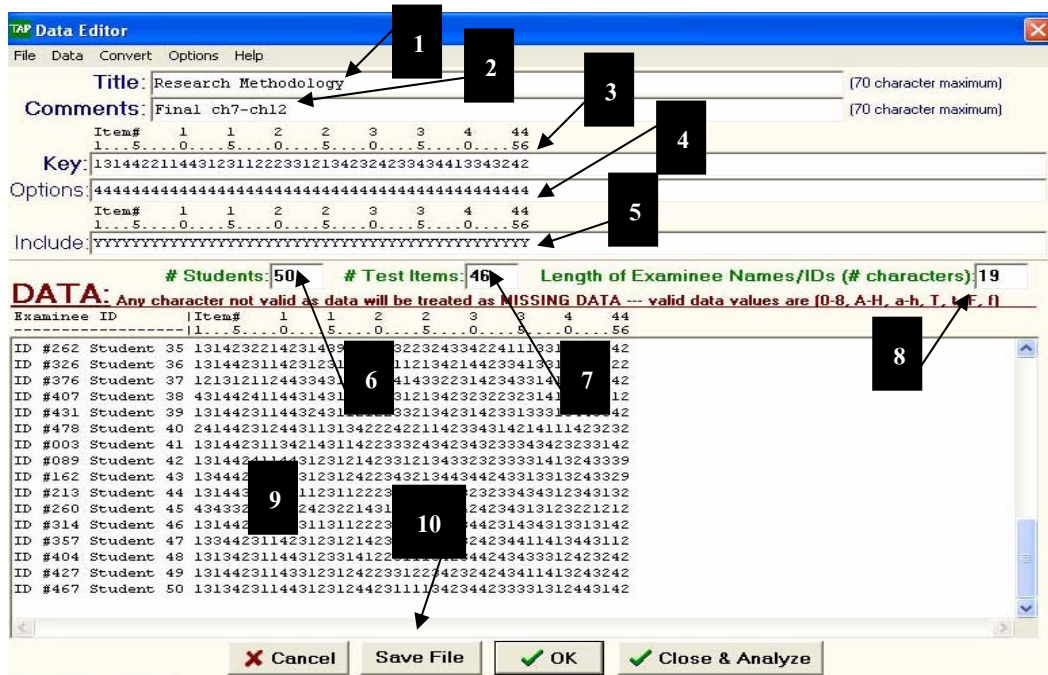 TAP Data Editor
File Data Convert Options Help
1
2
3
4
5
6
7
8
9
10
Title: Research Methodology (70 character maximum)
Comments: Final ch7-ch12 (70 character maximum)
Item# 1 1 2 2 3 3 4 44
1...5....0....5....0....5....0....5....0....56
Key: 1314422114431231122233121342324233434413343242
Options: 4444444444444444444444444444444444444444444444
Item# 1 1 2 2 3 3 4 44
1...5....0....5....0....5....0....5....0....56
Include: YYYYYYYYYYYYYYYYYYYYYYYYYYYYYYYYYYYYYYYYYYYYYY
# Students: 50 # Test Items: 46 Length of Examinee Names/IDs (# characters): 19
DATA: Any character not valid as data will be treated as MISSING DATA --- valid data values are (0-8, A-H, a-h, T, t, F, f)
Examinee ID |Item# 1 1 2 2 3 3 4 44
-------------------|1...5....0....5....0....5....0....5....0....56
ID #262 Student 35
ID #326 Student 36
ID #376 Student 37
ID #407 Student 38
ID #431 Student 39
ID #478 Student 40 2414423124431131342224221142334314214111423232
ID #003 Student 41 1314423113421431142233324342343233343423233142
ID #089 Student 42
ID #162 Student 43
ID #213 Student 44
ID #260 Student 45
ID #314 Student 46
ID #357 Student 47
ID #404 Student 48
ID #427 Student 49 1314423114331231242233122342324243411413243242
ID #467 Student 50 1313423114431231244231111342344233331312443142
Cancel Save File OK Close & Analyze